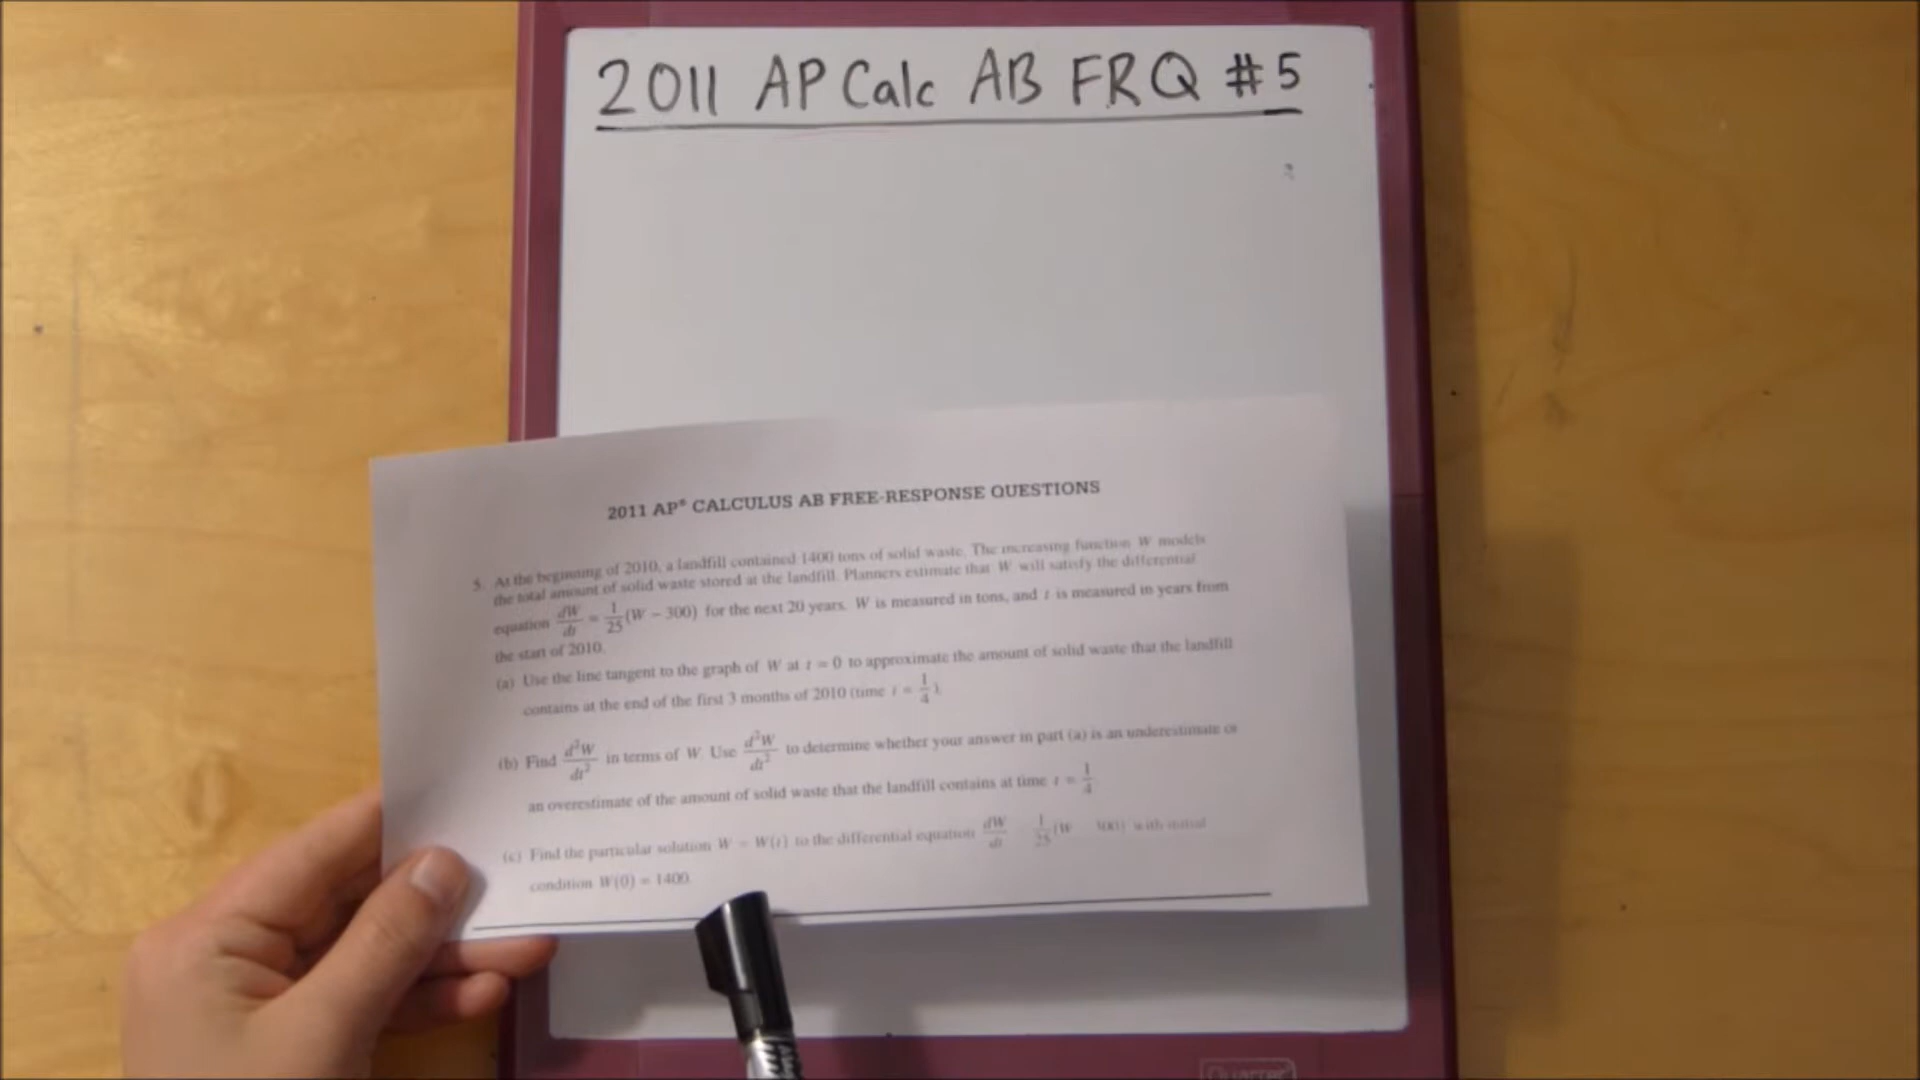 2011 AP Calc AB FRQ #5
2011 AP® CALCULUS AB FREE-RESPONSE QUESTIONS
5. At the beginning of 2010, a landfill contained 1400 tons of solid waste. The increasing function W models
the total amount of solid waste stored at the landfill. Planners estimate that W will satisfy the differential
equation dW/dt = 1/25(W − 300) for the next 20 years. W is measured in tons, and t is measured in years from
the start of 2010.
(a) Use the line tangent to the graph of W at t = 0 to approximate the amount of solid waste that the landfill
contains at the end of the first 3 months of 2010 (time t = 1/4).
(b) Find d²W/dt² in terms of W. Use d²W/dt² to determine whether your answer in part (a) is an underestimate or
an overestimate of the amount of solid waste that the landfill contains at time t = 1/4.
(c) Find the particular solution W = W(t) to the differential equation dW/dt 1/25(W 300) with initial
condition W(0) = 1400.
Quartet